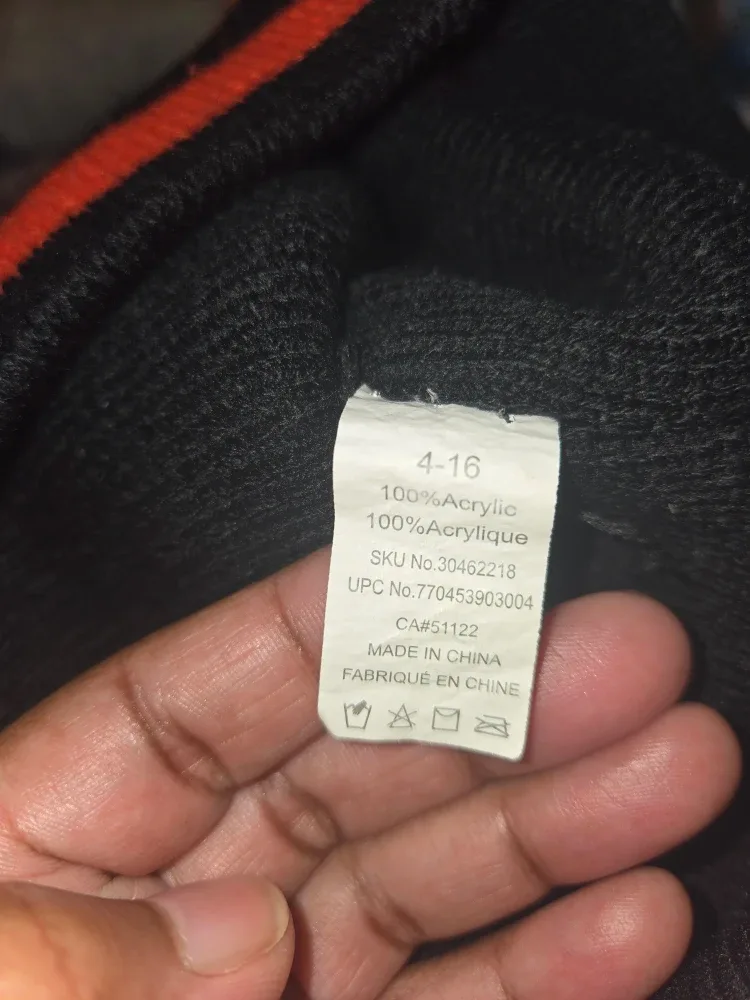 4-16
100%Acrylic
100%Acrylique
SKU No.30462218
UPC No.770453903004
CA#51122
MADE IN CHINA
FABRIQUÉ EN CHINE